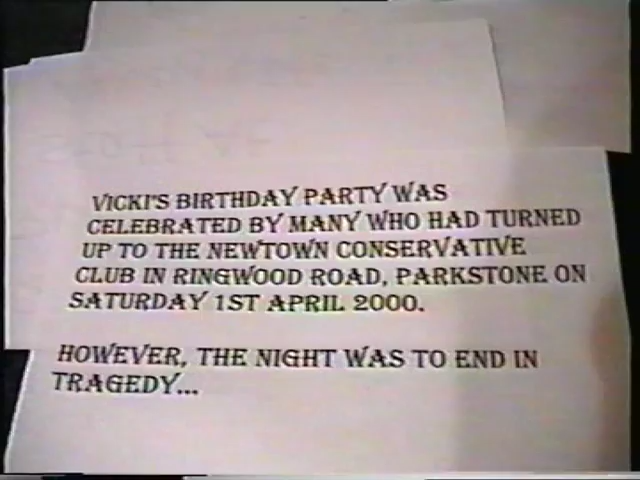 VICKI'S BIRTHDAY PARTY WAS
CELEBRATED BY MANY WHO HAD TURNED
UP TO THE NEWTOWN CONSERVATIVE
CLUB IN RINGWOOD ROAD, PARKSTONE ON
SATURDAY 1ST APRIL 2000.
HOWEVER, THE NIGHT WAS TO END IN
TRAGEDY...